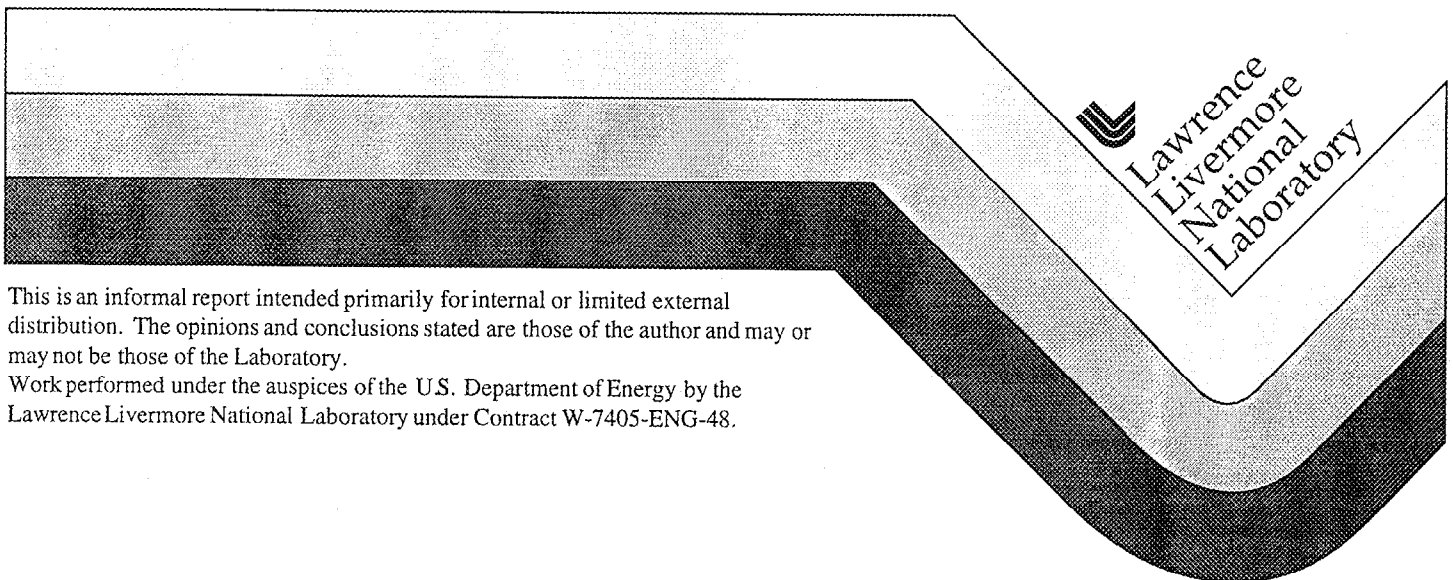 Lawrence
Livermore
National
Laboratory
This is an informal report intended primarily for internal or limited external
distribution. The opinions and conclusions stated are those of the author and may or
may not be those of the Laboratory.
Work performed under the auspices of the U.S. Department of Energy by the
Lawrence Livermore National Laboratory under Contract W-7405-ENG-48.